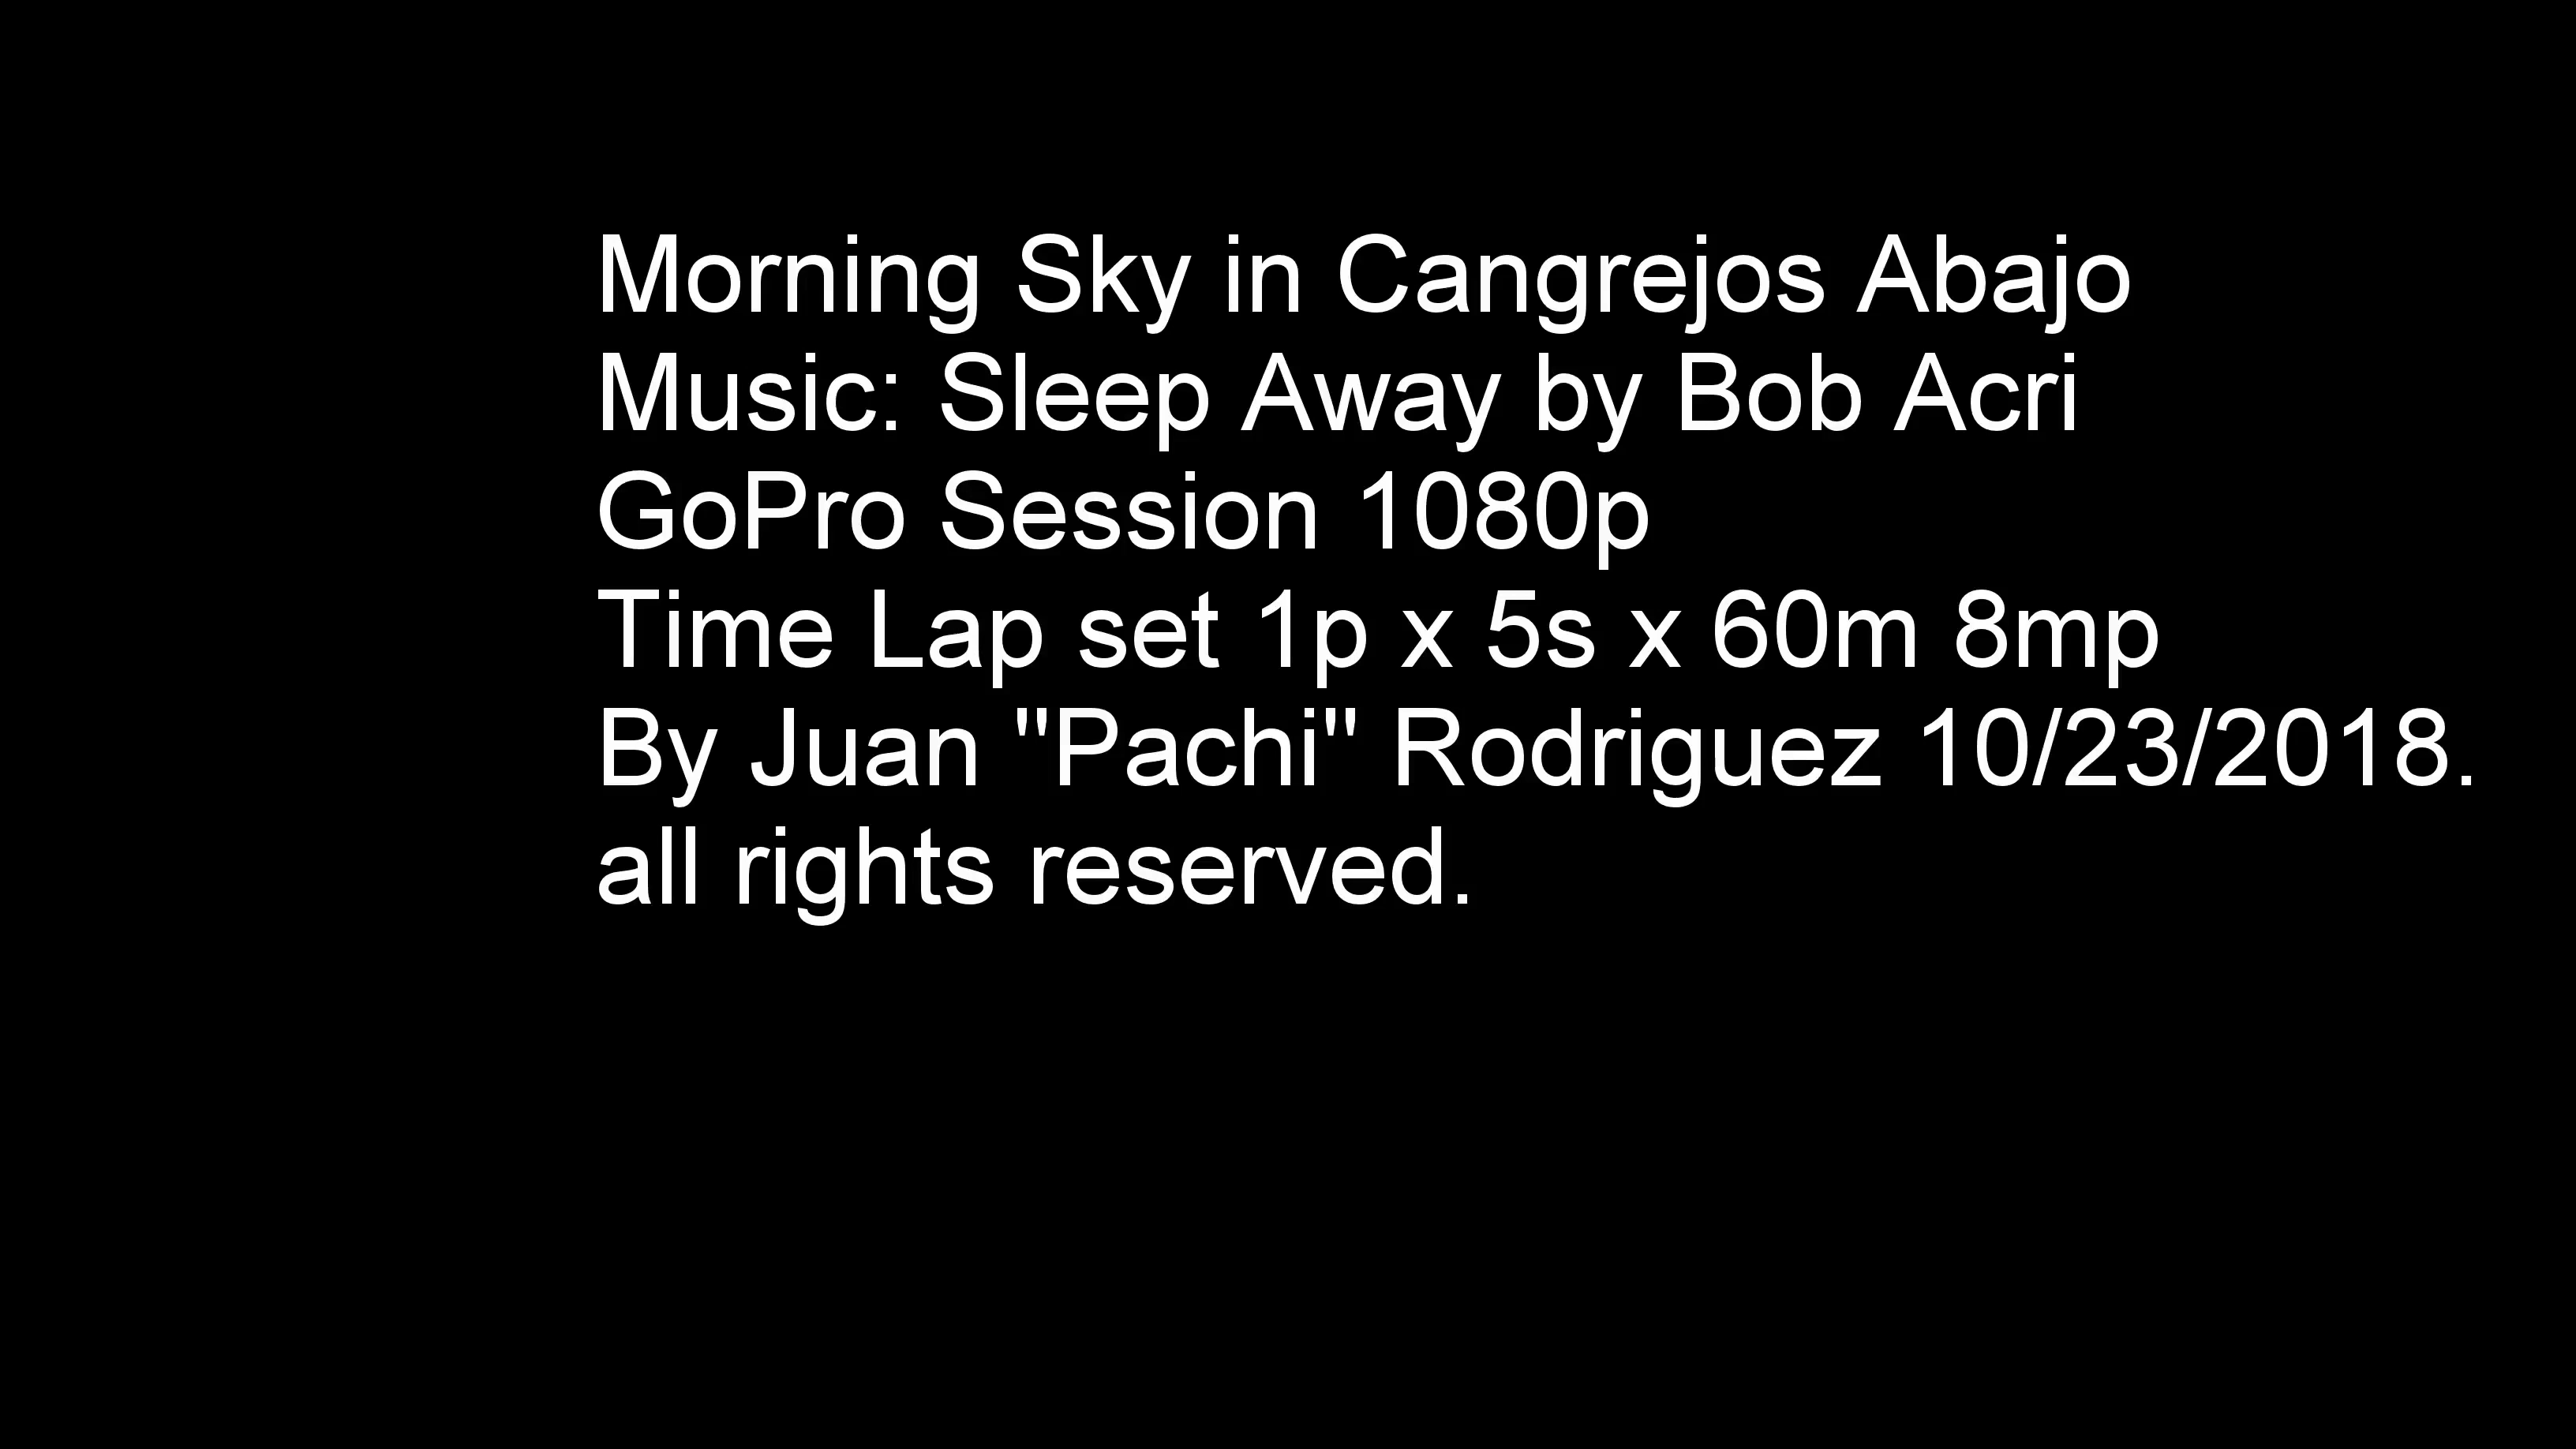 Morning Sky in Cangrejos Abajo
Music: Sleep Away by Bob Acri
GoPro Session 1080p
Time Lap set 1p x 5s x 60m 8mp
By Juan "Pachi" Rodriguez 10/23/2018.
all rights reserved.